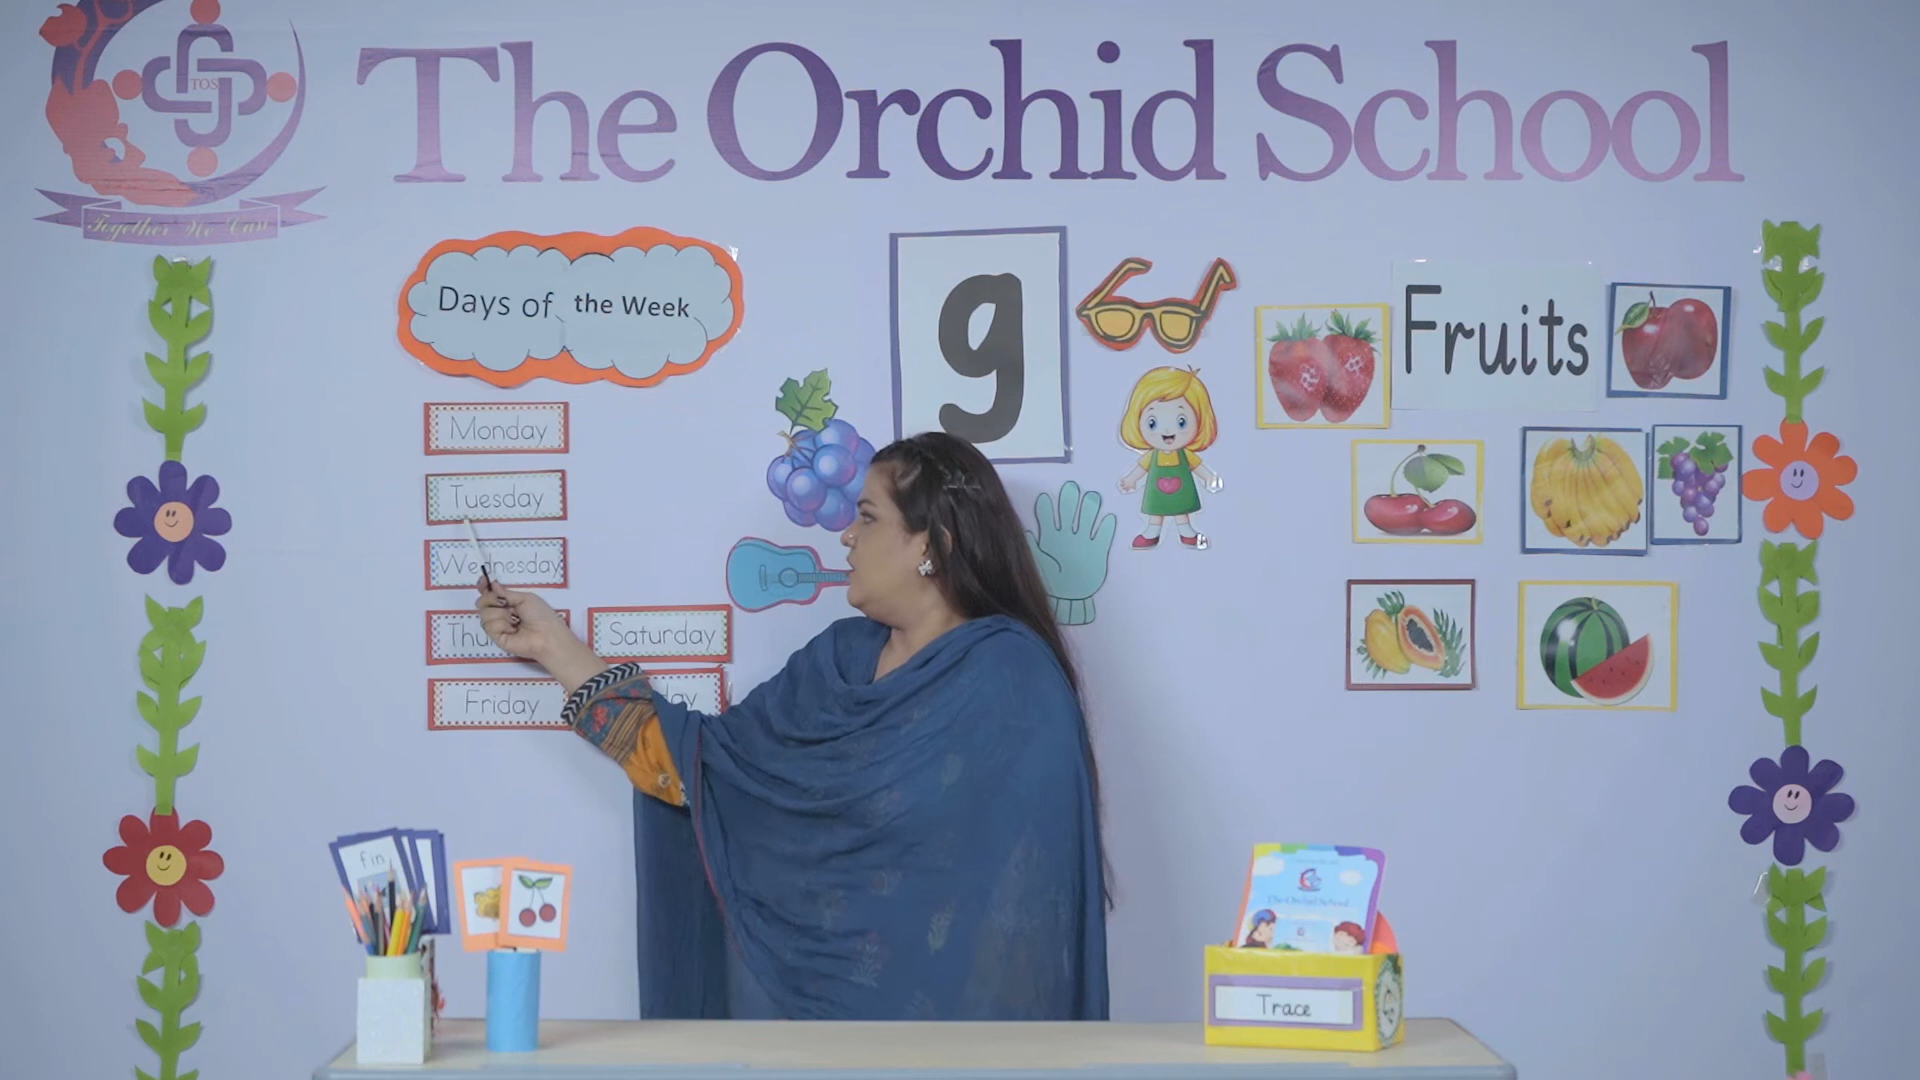 TOS
Together We Can
The Orchid School
Days of the Week
Monday
Tuesday
Wednesday
Friday
Saturday
g
Fruits
fin
The Orchid School
Trace